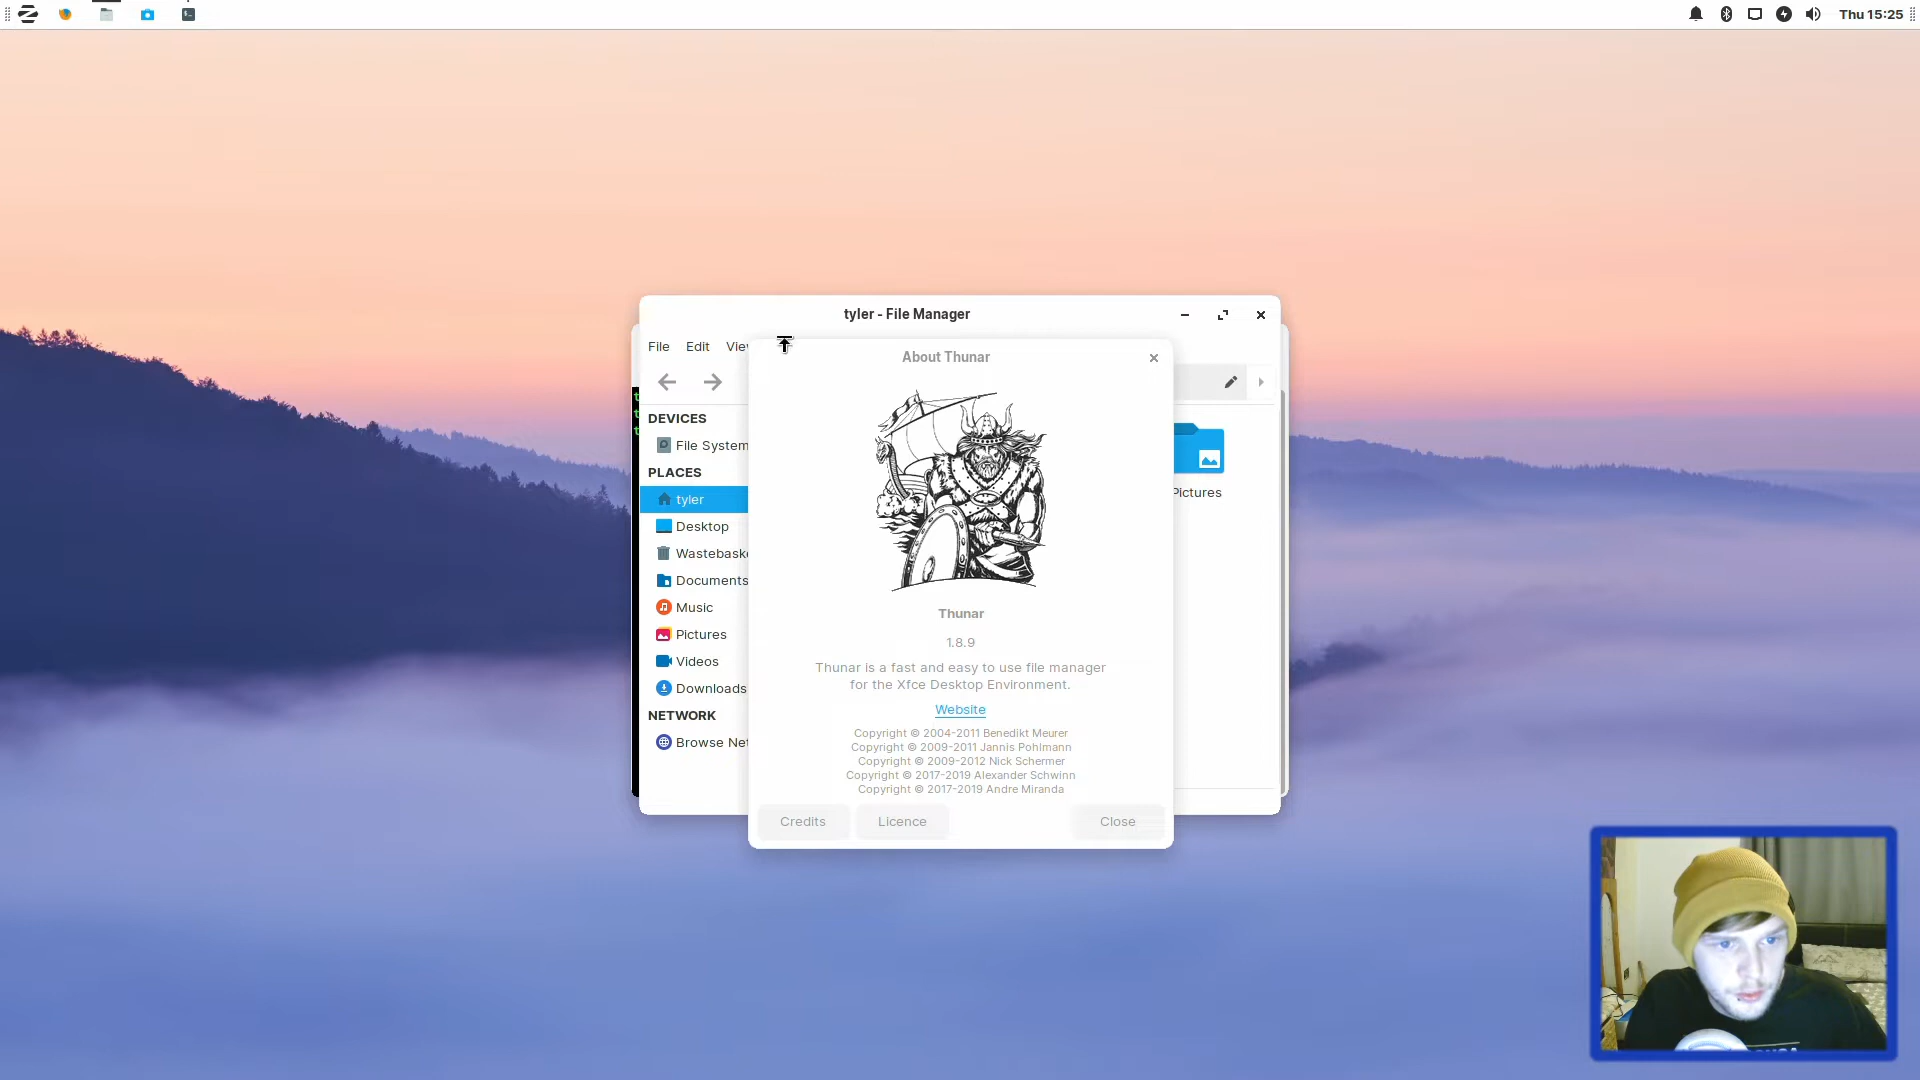 Thu 15:25
tyler - File Manager
File Edit
About Thunar
DEVICES
File System
PLACES
tyler
Desktop
Documents
Music
Pictures
Videos
Downloads
NETWORK
Browse
Pictures
Thunar
1.8.9
Thunar is a fast and easy to use file manager
for the Xfce Desktop Environment.
Website
Copyright © 2004-2011 Benedikt Meurer
Copyright © 2009-2011 Jannis Pohlmann
Copyright © 2009-2012 Nick Schermer
Copyright © 2017-2019 Alexander Schwinn
Copyright © 2017-2019 Andre Miranda
Credits Licence Close